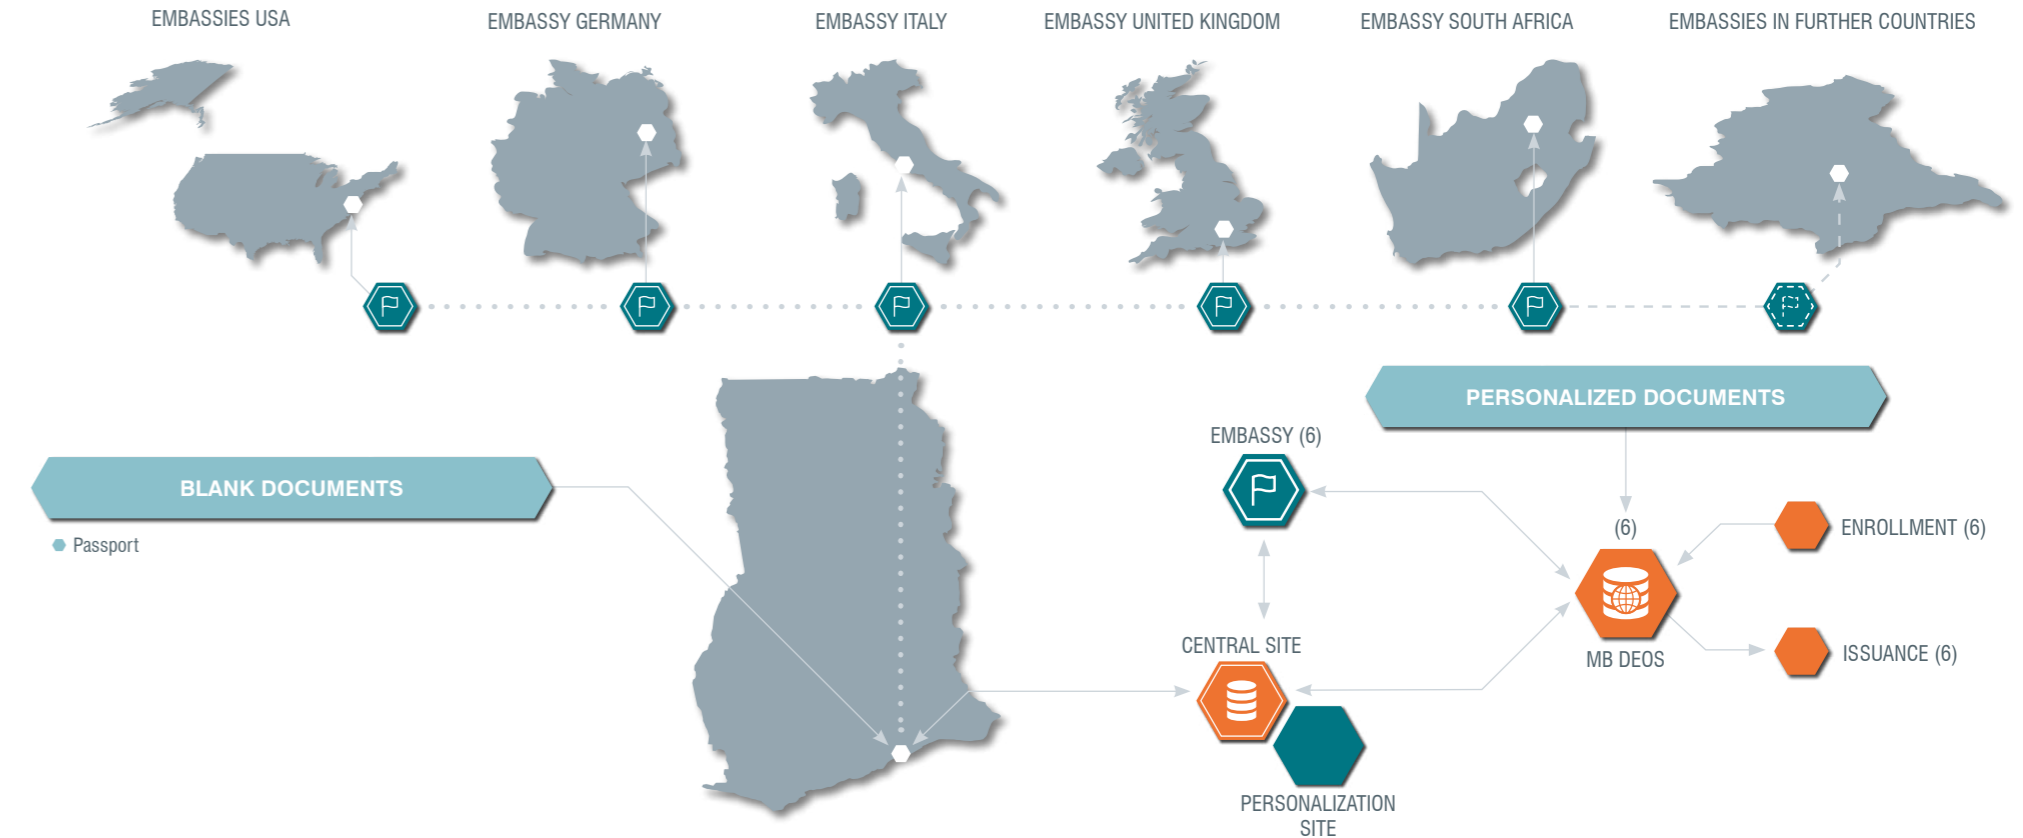 EMBASSIES USA
EMBASSY GERMANY
EMBASSY ITALY
EMBASSY UNITED KINGDOM
EMBASSY SOUTH AFRICA
EMBASSIES IN FURTHER COUNTRIES
PERSONALIZED DOCUMENTS
EMBASSY (6)
BLANK DOCUMENTS
Passport
(6)
ENROLLMENT (6)
CENTRAL SITE
MB DEOS
ISSUANCE (6)
PERSONALIZATION
SITE